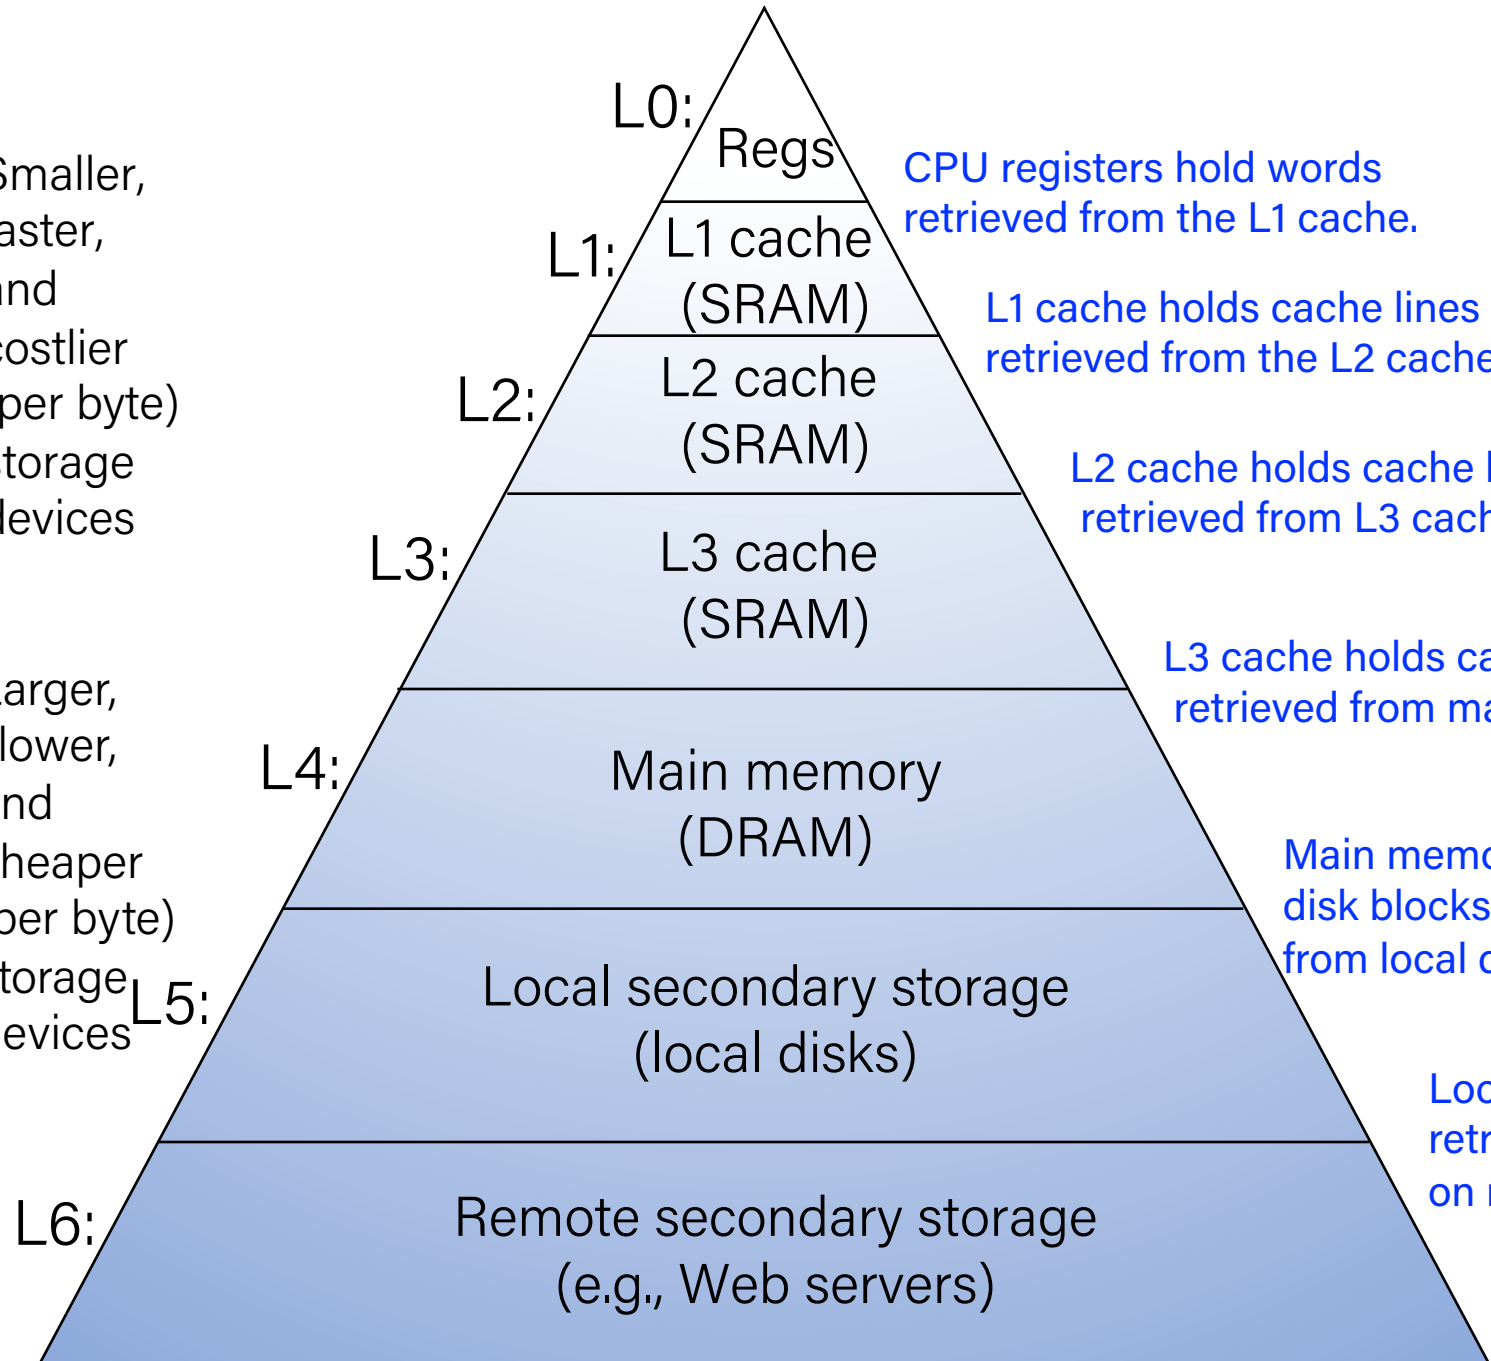 L0:
Regs
CPU registers hold words
retrieved from the L1 cache.
L1:
L1 cache
(SRAM)
L1 cache holds cache lines
retrieved from the L2 cache
L2:
L2 cache
(SRAM)
L2 cache holds cache
retrieved from L3 cach
L3:
L3 cache
(SRAM)
L3 cache holds ca
retrieved from ma
L4:
Main memory
(DRAM)
Main memo
disk blocks
from local
L5:
Local secondary storage
(local disks)
Loc
retr
on
L6:
Remote secondary storage
(e.g., Web servers)
Smaller,
aster,
and
costlier
per byte)
storage
devices
Larger,
lower,
nd
heaper
per byte)
torage
evices